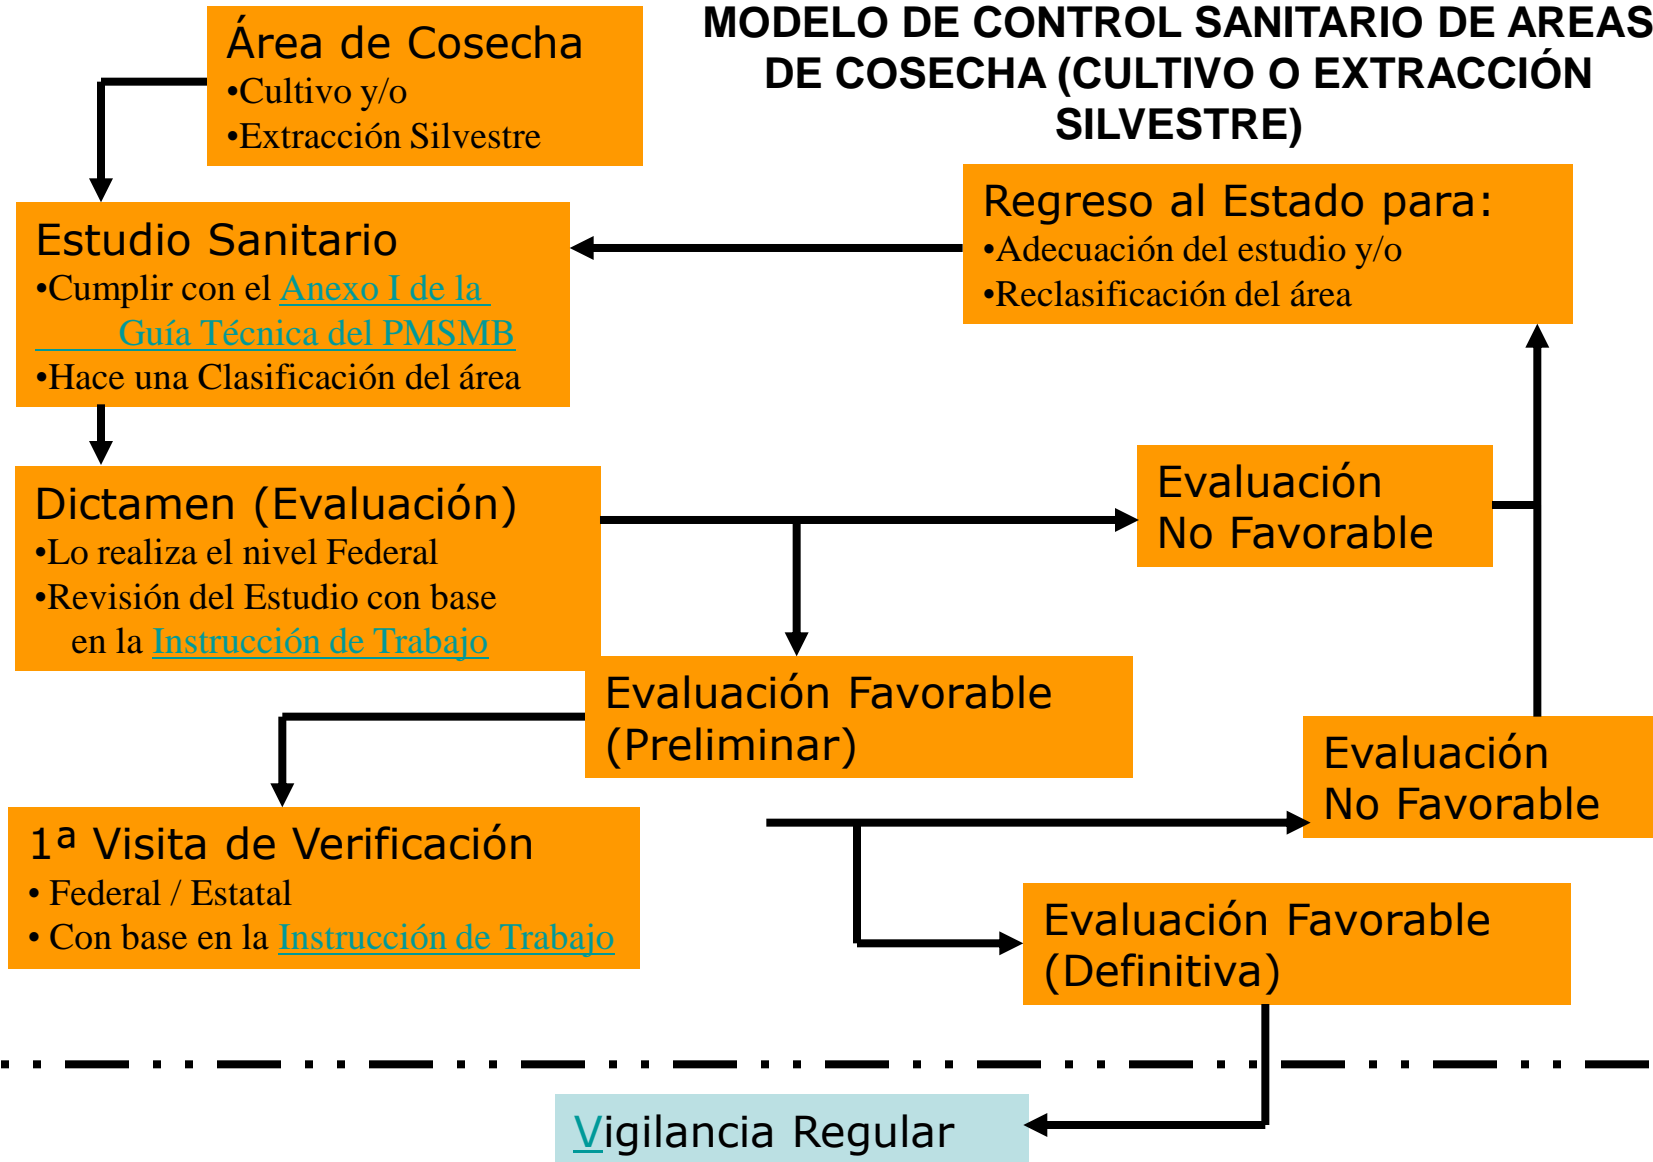 MODELO DE CONTROL SANITARIO DE AREAS
DE COSECHA (CULTIVO O EXTRACCIÓN
SILVESTRE)
Área de Cosecha
•Cultivo y/o
•Extracción Silvestre
Regreso al Estado para:
•Adecuación del estudio y/o
•Reclasificación del área
Estudio Sanitario
•Cumplir con el Anexo I de la
Guía Técnica del PMSMB
•Hace una Clasificación del área
Dictamen (Evaluación)
•Lo realiza el nivel Federal
•Revisión del Estudio con base
en la Instrucción de Trabajo
Evaluación
No Favorable
Evaluación Favorable
(Preliminar)
Evaluación
No Favorable
1ª Visita de Verificación
• Federal / Estatal
• Con base en la Instrucción de Trabajo
Evaluación Favorable
(Definitiva)
Vigilancia Regular